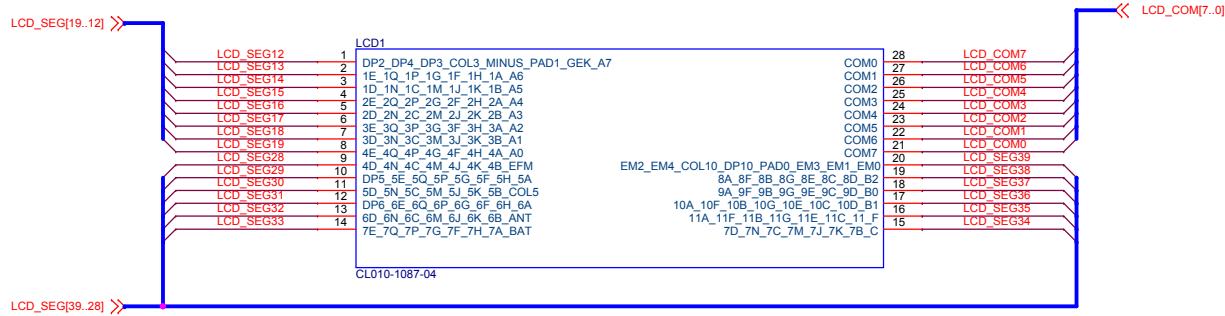 LCD_SEG[19..12]
LCD_COM[7..0]
LCD1
LCD_SEG12 1 DP2_DP4_DP3_COL3_MINUS_PAD1_GEK_A7 COM0 28 LCD_COM7
LCD_SEG13 2 1E_1Q_1P_1G_1F_1H_1A_A6 COM1 27 LCD_COM6
LCD_SEG14 3 1D_1N_1C_1M_1J_1K_1B_A5 COM2 26 LCD_COM5
LCD_SEG15 4 2E_2Q_2P_2G_2F_2H_2A_A4 COM3 25 LCD_COM4
LCD_SEG16 5 2D_2N_2C_2M_2J_2K_2B_A3 COM4 24 LCD_COM3
LCD_SEG17 6 3E_3Q_3P_3G_3F_3H_3A_A2 COM5 23 LCD_COM2
LCD_SEG18 7 3D_3N_3C_3M_3J_3K_3B_A1 COM6 22 LCD_COM1
LCD_SEG19 8 4E_4Q_4P_4G_4F_4H_4A_A0 COM7 21 LCD_COM0
LCD_SEG28 9 4D_4N_4C_4M_4J_4K_4B_EFM EM2_EM4_COL10_DP10_PAD0_EM3_EM1_EM0 20 LCD_SEG39
LCD_SEG29 10 DP5_5E_5Q_5P_5G_5F_5H_5A 8A_8F_8B_8G_8E_8C_8D_B2 19 LCD_SEG38
LCD_SEG30 11 5D_5N_5C_5M_5J_5K_5B_COL5 9A_9F_9B_9G_9E_9C_9D_B0 18 LCD_SEG37
LCD_SEG31 12 DP6_6E_6Q_6P_6G_6F_6H_6A 10A_10F_10B_10G_10E_10C_10D_B1 17 LCD_SEG36
LCD_SEG32 13 6D_6N_6C_6M_6J_6K_6B_ANT 11A_11F_11B_11G_11E_11C_11_F 16 LCD_SEG35
LCD_SEG33 14 7E_7Q_7P_7G_7F_7H_7A_BAT 7D_7N_7C_7M_7J_7K_7B_C 15 LCD_SEG34
CL010-1087-04
LCD_SEG[39..28]